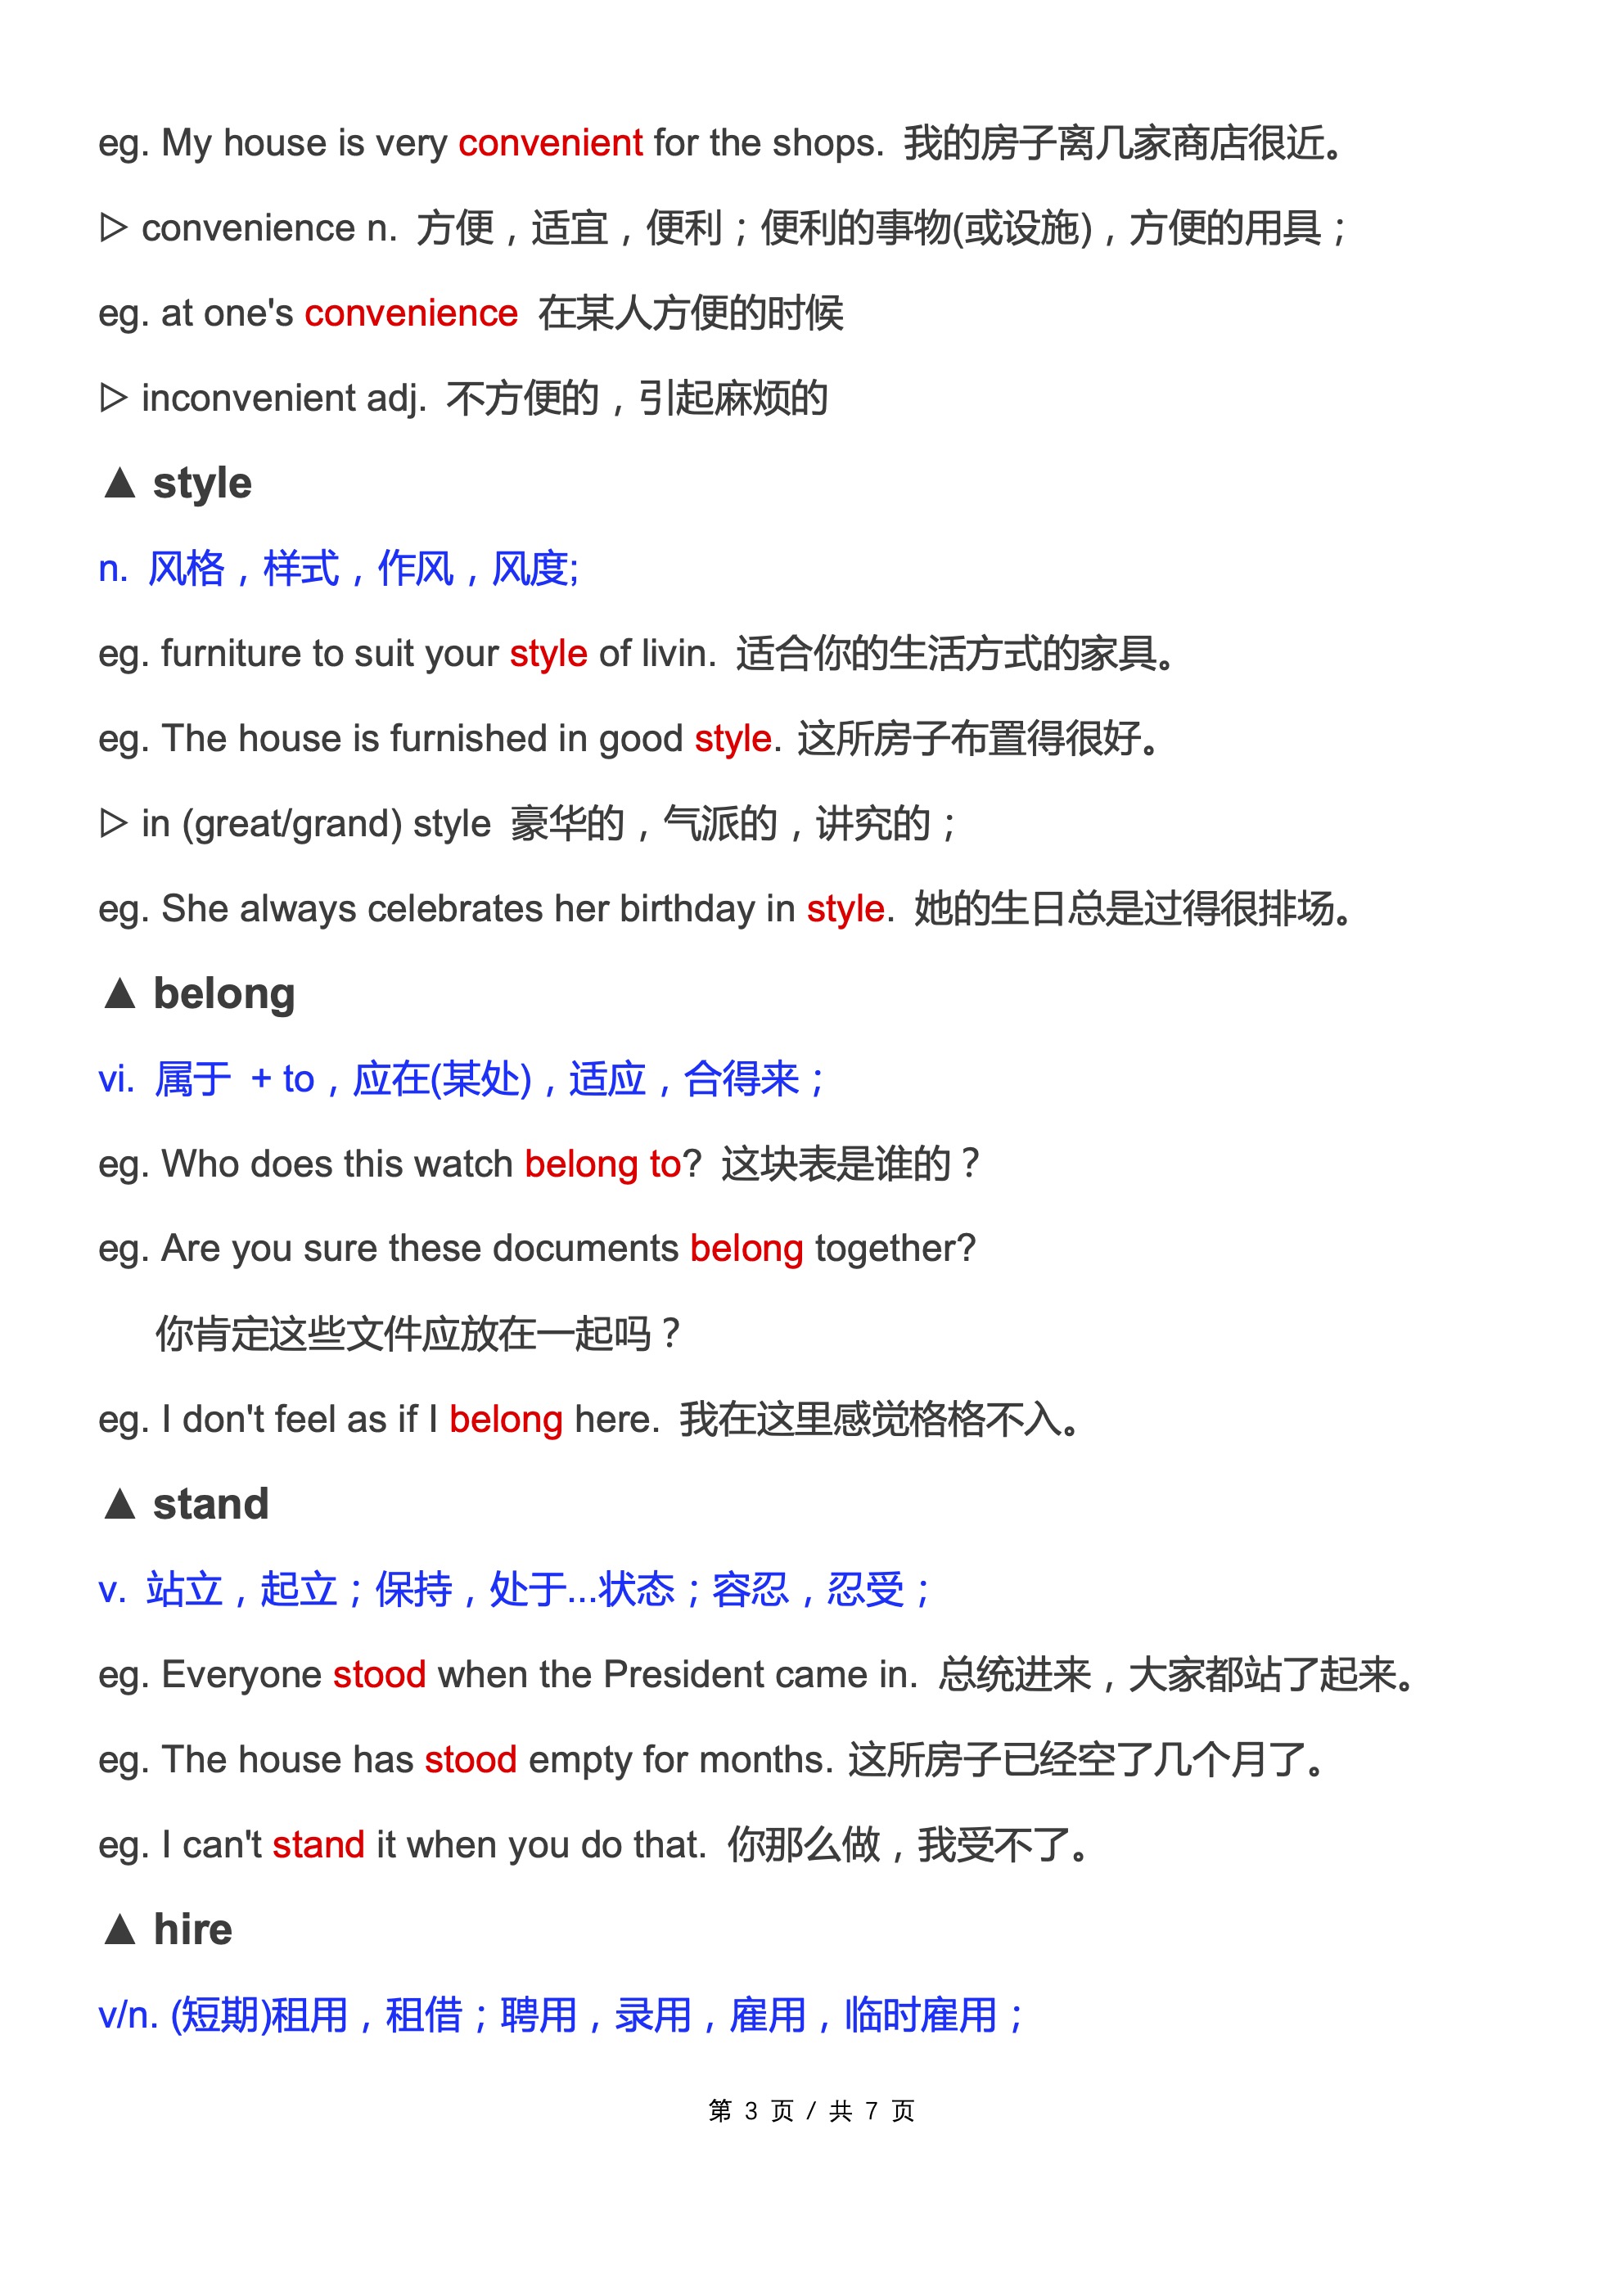 eg. My house is very convenient for the shops. 我的房子离几家商店很近。
▷ convenience n. 方便，适宜，便利；便利的事物(或设施)，方便的用具；
eg. at one's convenience 在某人方便的时候
▷ inconvenient adj. 不方便的，引起麻烦的
▲ style
n. 风格，样式，作风，风度;
eg. furniture to suit your style of livin. 适合你的生活方式的家具。
eg. The house is furnished in good style. 这所房子布置得很好。
▷ in (great/grand) style 豪华的，气派的，讲究的；
eg. She always celebrates her birthday in style. 她的生日总是过得很排场。
▲ belong
vi. 属于 + to，应在(某处)，适应，合得来；
eg. Who does this watch belong to? 这块表是谁的？
eg. Are you sure these documents belong together?
你肯定这些文件应放在一起吗？
eg. I don't feel as if I belong here. 我在这里感觉格格不入。
▲ stand
v. 站立，起立；保持，处于...状态；容忍，忍受；
eg. Everyone stood when the President came in. 总统进来，大家都站了起来。
eg. The house has stood empty for months. 这所房子已经空了几个月了。
eg. I can't stand it when you do that. 你那么做，我受不了。
▲ hire
v/n. (短期)租用，租借；聘用，录用，雇用，临时雇用；
第 3 页 / 共 7 页